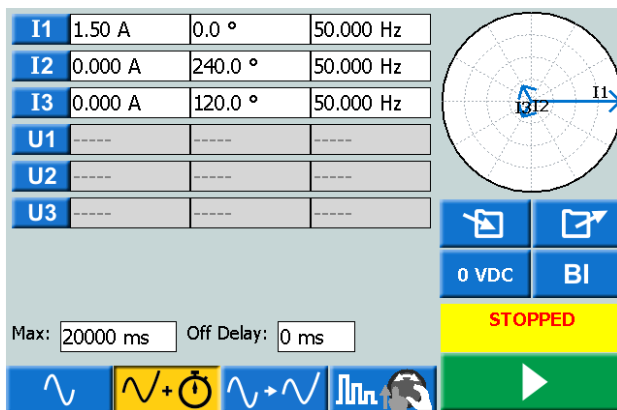 I1 1.50 A 0.0 ° 50.000 Hz
I2 0.000 A 240.0 ° 50.000 Hz
I3 0.000 A 120.0 ° 50.000 Hz
U1 ----- ----- -----
U2 ----- ----- -----
U3 ----- ----- -----
I1
I3 I2
0 VDC BI
STOPPED
Max: 20000 ms Off Delay: 0 ms